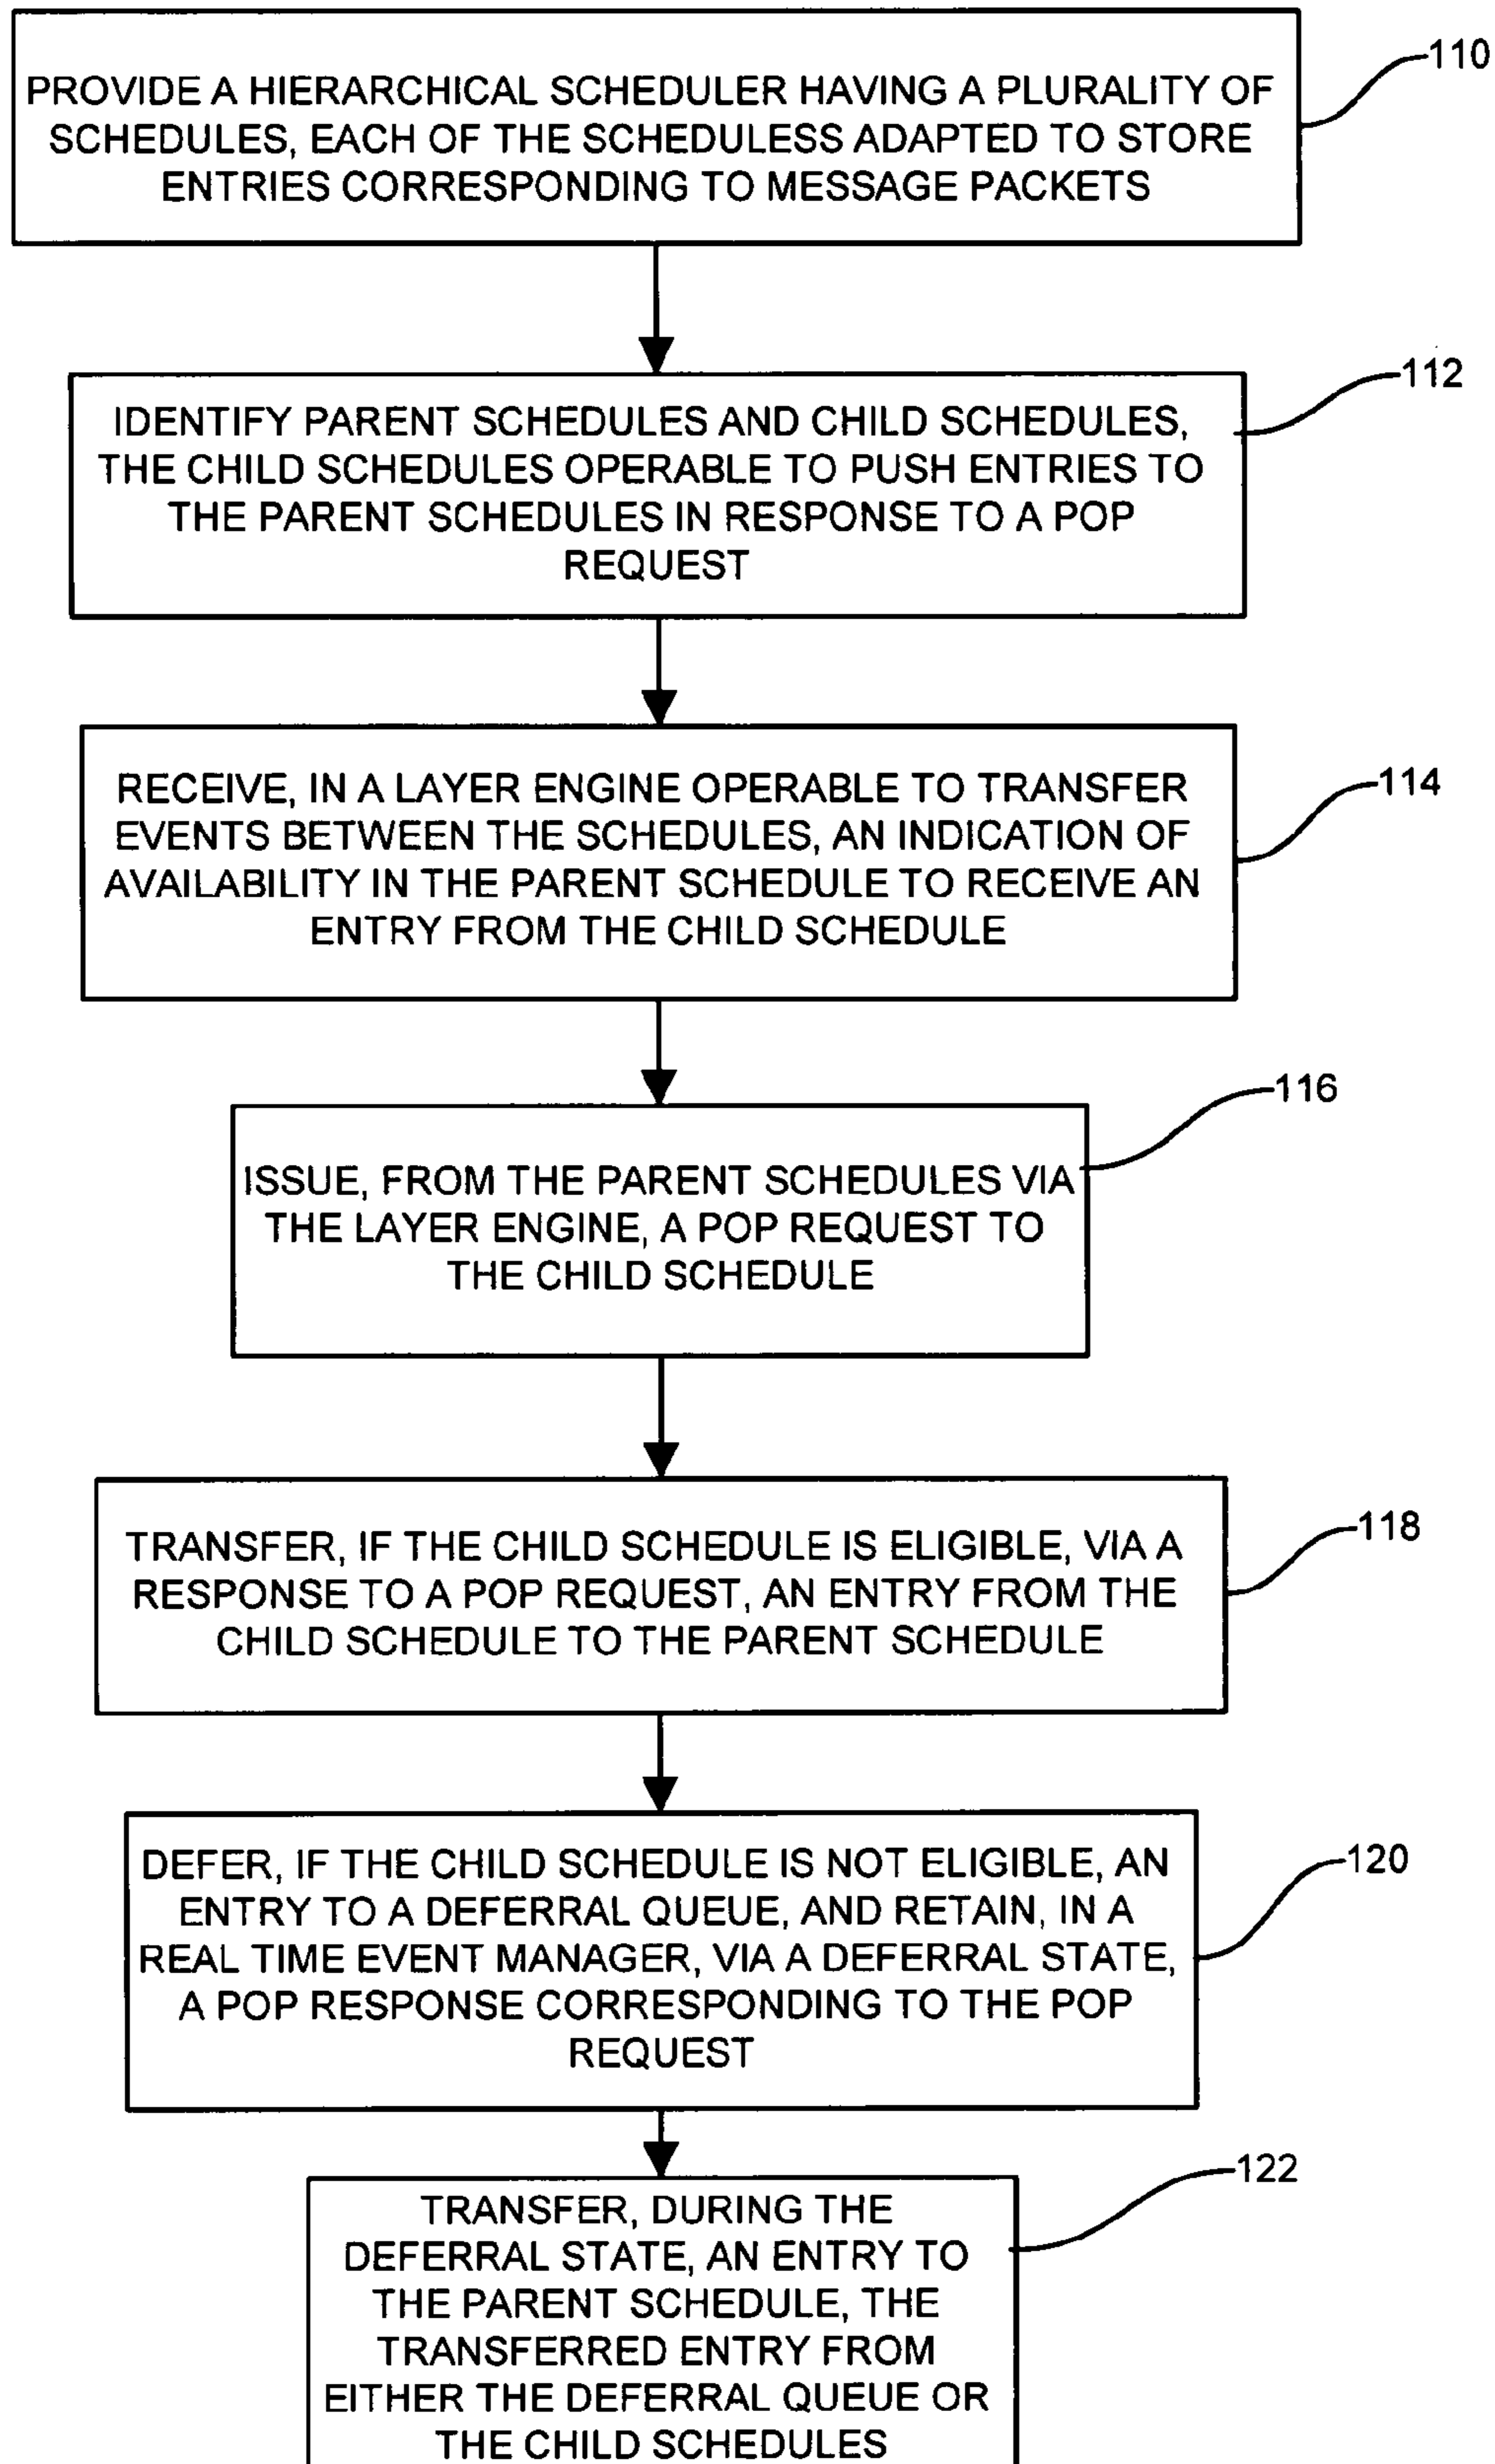 110
PROVIDE A HIERARCHICAL SCHEDULER HAVING A PLURALITY OF
SCHEDULES, EACH OF THE SCHEDULESS ADAPTED TO STORE
ENTRIES CORRESPONDING TO MESSAGE PACKETS
112
IDENTIFY PARENT SCHEDULES AND CHILD SCHEDULES,
THE CHILD SCHEDULES OPERABLE TO PUSH ENTRIES TO
THE PARENT SCHEDULES IN RESPONSE TO A POP
REQUEST
114
RECEIVE, IN A LAYER ENGINE OPERABLE TO TRANSFER
EVENTS BETWEEN THE SCHEDULES, AN INDICATION OF
AVAILABILITY IN THE PARENT SCHEDULE TO RECEIVE AN
ENTRY FROM THE CHILD SCHEDULE
116
ISSUE, FROM THE PARENT SCHEDULES VIA
THE LAYER ENGINE, A POP REQUEST TO
THE CHILD SCHEDULE
118
TRANSFER, IF THE CHILD SCHEDULE IS ELIGIBLE, VIA A
RESPONSE TO A POP REQUEST, AN ENTRY FROM THE
CHILD SCHEDULE TO THE PARENT SCHEDULE
120
DEFER, IF THE CHILD SCHEDULE IS NOT ELIGIBLE, AN
ENTRY TO A DEFERRAL QUEUE, AND RETAIN, IN A
REAL TIME EVENT MANAGER, VIA A DEFERRAL STATE,
A POP RESPONSE CORRESPONDING TO THE POP
REQUEST
122
TRANSFER, DURING THE
DEFERRAL STATE, AN ENTRY TO
THE PARENT SCHEDULE, THE
TRANSFERRED ENTRY FROM
EITHER THE DEFERRAL QUEUE OR
THE CHILD SCHEDULES